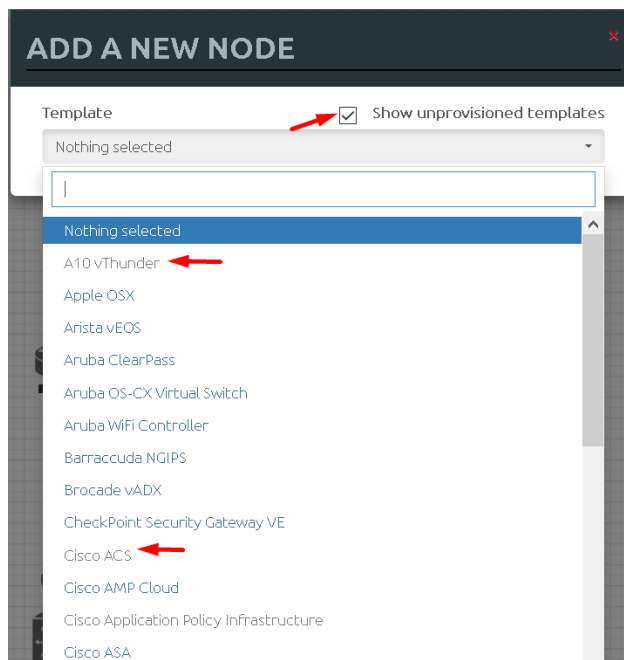 ADD A NEW NODE
Template Show unprovisioned templates
Nothing selected
Nothing selected
A10 vThunder
Apple OSX
Arista vEOS
Aruba ClearPass
Aruba OS-CX Virtual Switch
Aruba WiFi Controller
Barraccuda NGIPS
Brocade vADX
CheckPoint Security Gateway VE
Cisco ACS
Cisco AMP Cloud
Cisco Application Policy Infrastructure
Cisco ASA